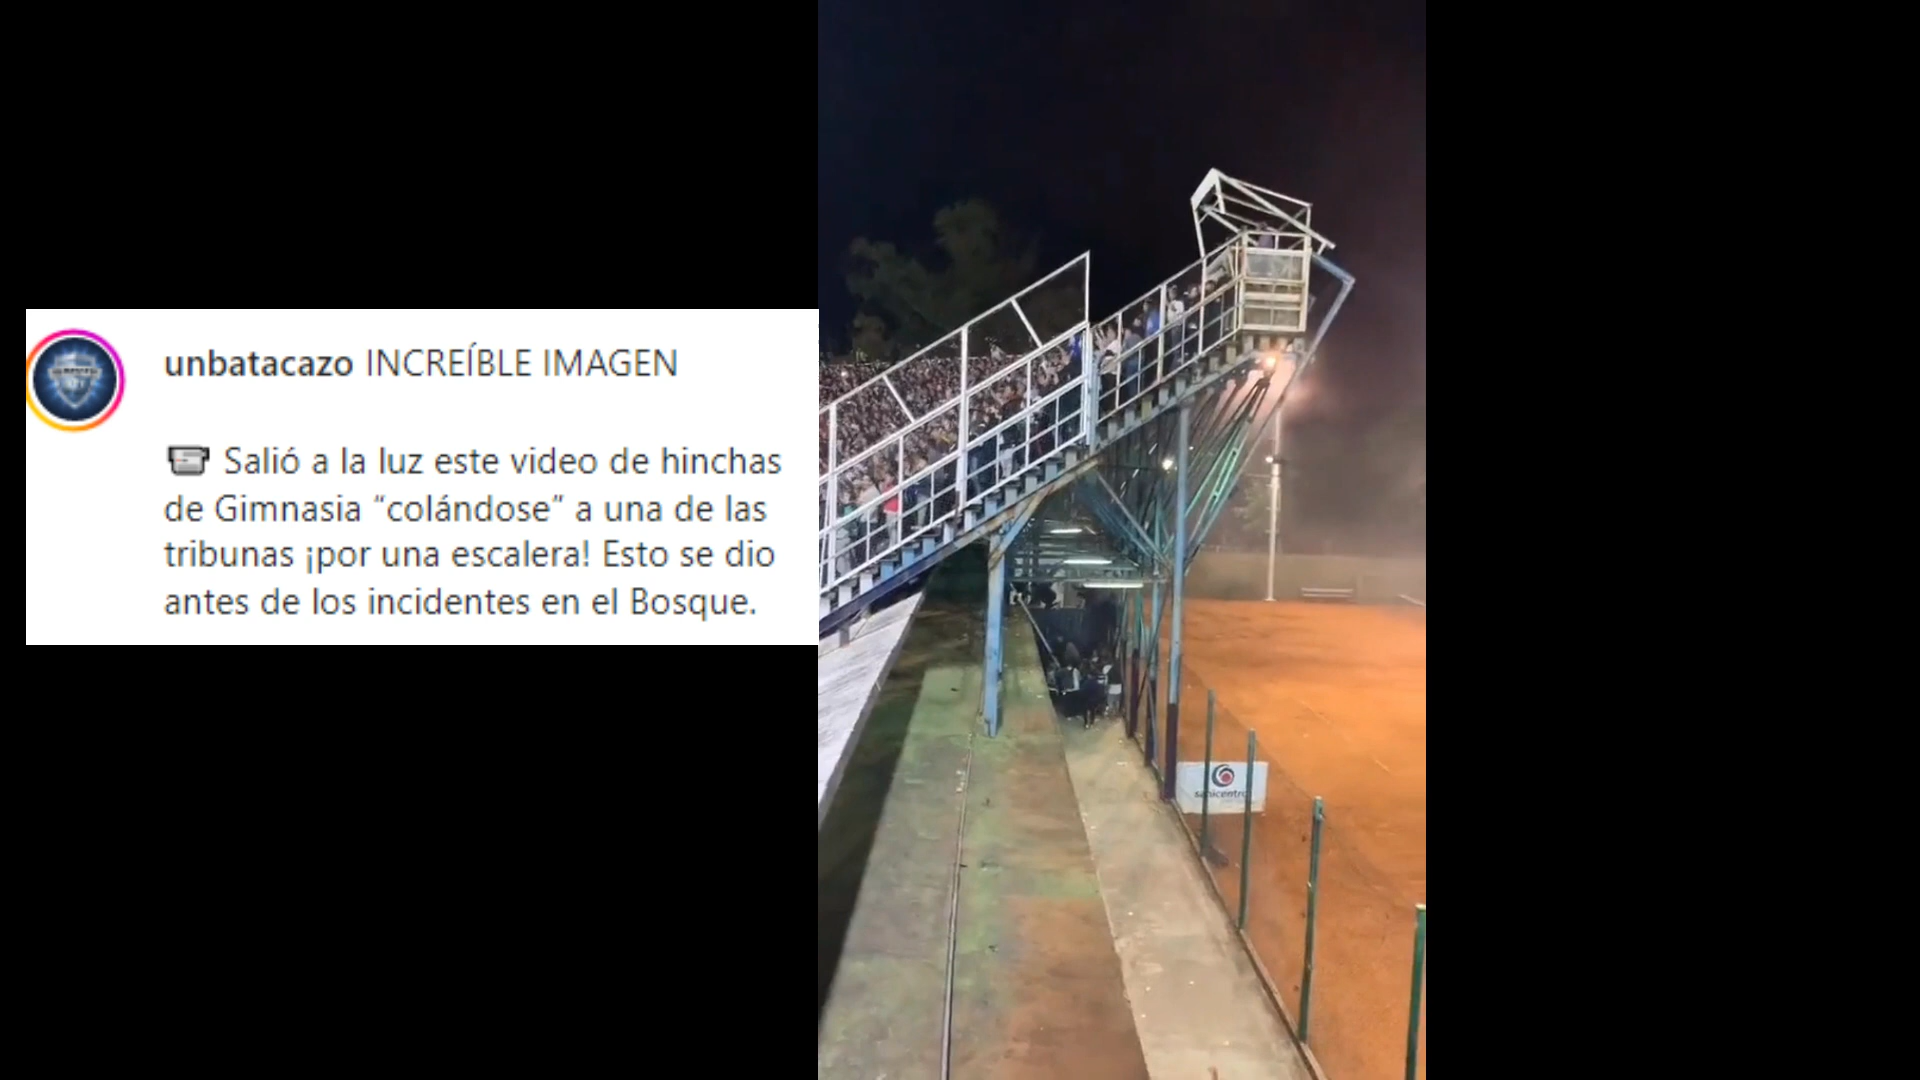 unbatacazo INCREÍBLE IMAGEN
Salió a la luz este video de hinchas
de Gimnasia “colándose” a una de las
tribunas ¡por una escalera! Esto se dio
antes de los incidentes en el Bosque.
sanicentro